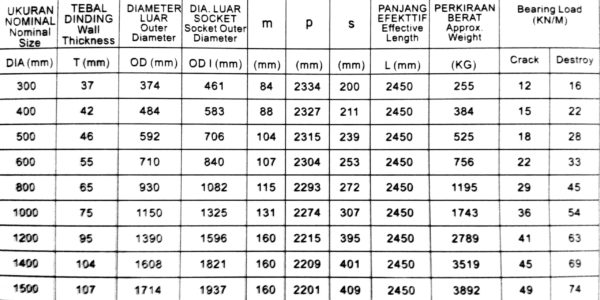 UKURAN NOMINAL Nominal Size | TEBAL DINDING Wall Thickness | DIAMETER LUAR Outer Diameter | DIA. LUAR SOCKET Socket Outer Diameter | m | p | s | PANJANG EFEKTTIF Effective Length | PERKIRAAN BERAT Approx. Weight | Bearing Load (KN/M)
DIA (mm) | T (mm) | OD (mm) | OD I (mm) | (mm) | (mm) | (mm) | L (mm) | (KG) | Crack | Destroy
300 | 37 | 374 | 461 | 84 | 2334 | 200 | 2450 | 255 | 12 | 16
400 | 42 | 484 | 583 | 88 | 2327 | 211 | 2450 | 384 | 15 | 22
500 | 46 | 592 | 706 | 104 | 2315 | 239 | 2450 | 525 | 18 | 28
600 | 55 | 710 | 840 | 107 | 2304 | 253 | 2450 | 756 | 22 | 33
800 | 65 | 930 | 1082 | 115 | 2293 | 272 | 2450 | 1195 | 29 | 45
1000 | 75 | 1150 | 1325 | 131 | 2274 | 307 | 2450 | 1743 | 36 | 54
1200 | 95 | 1390 | 1596 | 160 | 2215 | 395 | 2450 | 2789 | 41 | 63
1400 | 104 | 1608 | 1821 | 160 | 2209 | 401 | 2450 | 3519 | 45 | 69
1500 | 107 | 1714 | 1937 | 160 | 2201 | 409 | 2450 | 3892 | 49 | 74